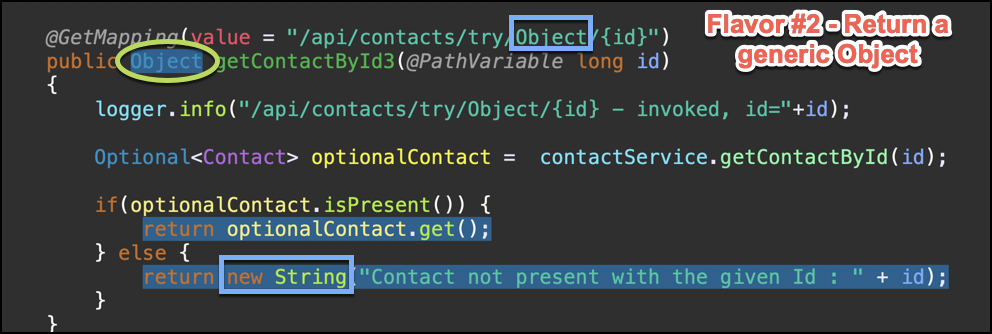 Flavor #2 - Return a
generic Object
@GetMapping(value = "/api/contacts/try/Object/{id}")
public Object getContactById3(@PathVariable long id)
{
logger.info("/api/contacts/try/Object/{id} - invoked, id="+id);
Optional<Contact> optionalContact =  contactService.getContactById(id);
if(optionalContact.isPresent()) {
return optionalContact.get();
} else {
return new String("Contact not present with the given Id : " + id);
}
}